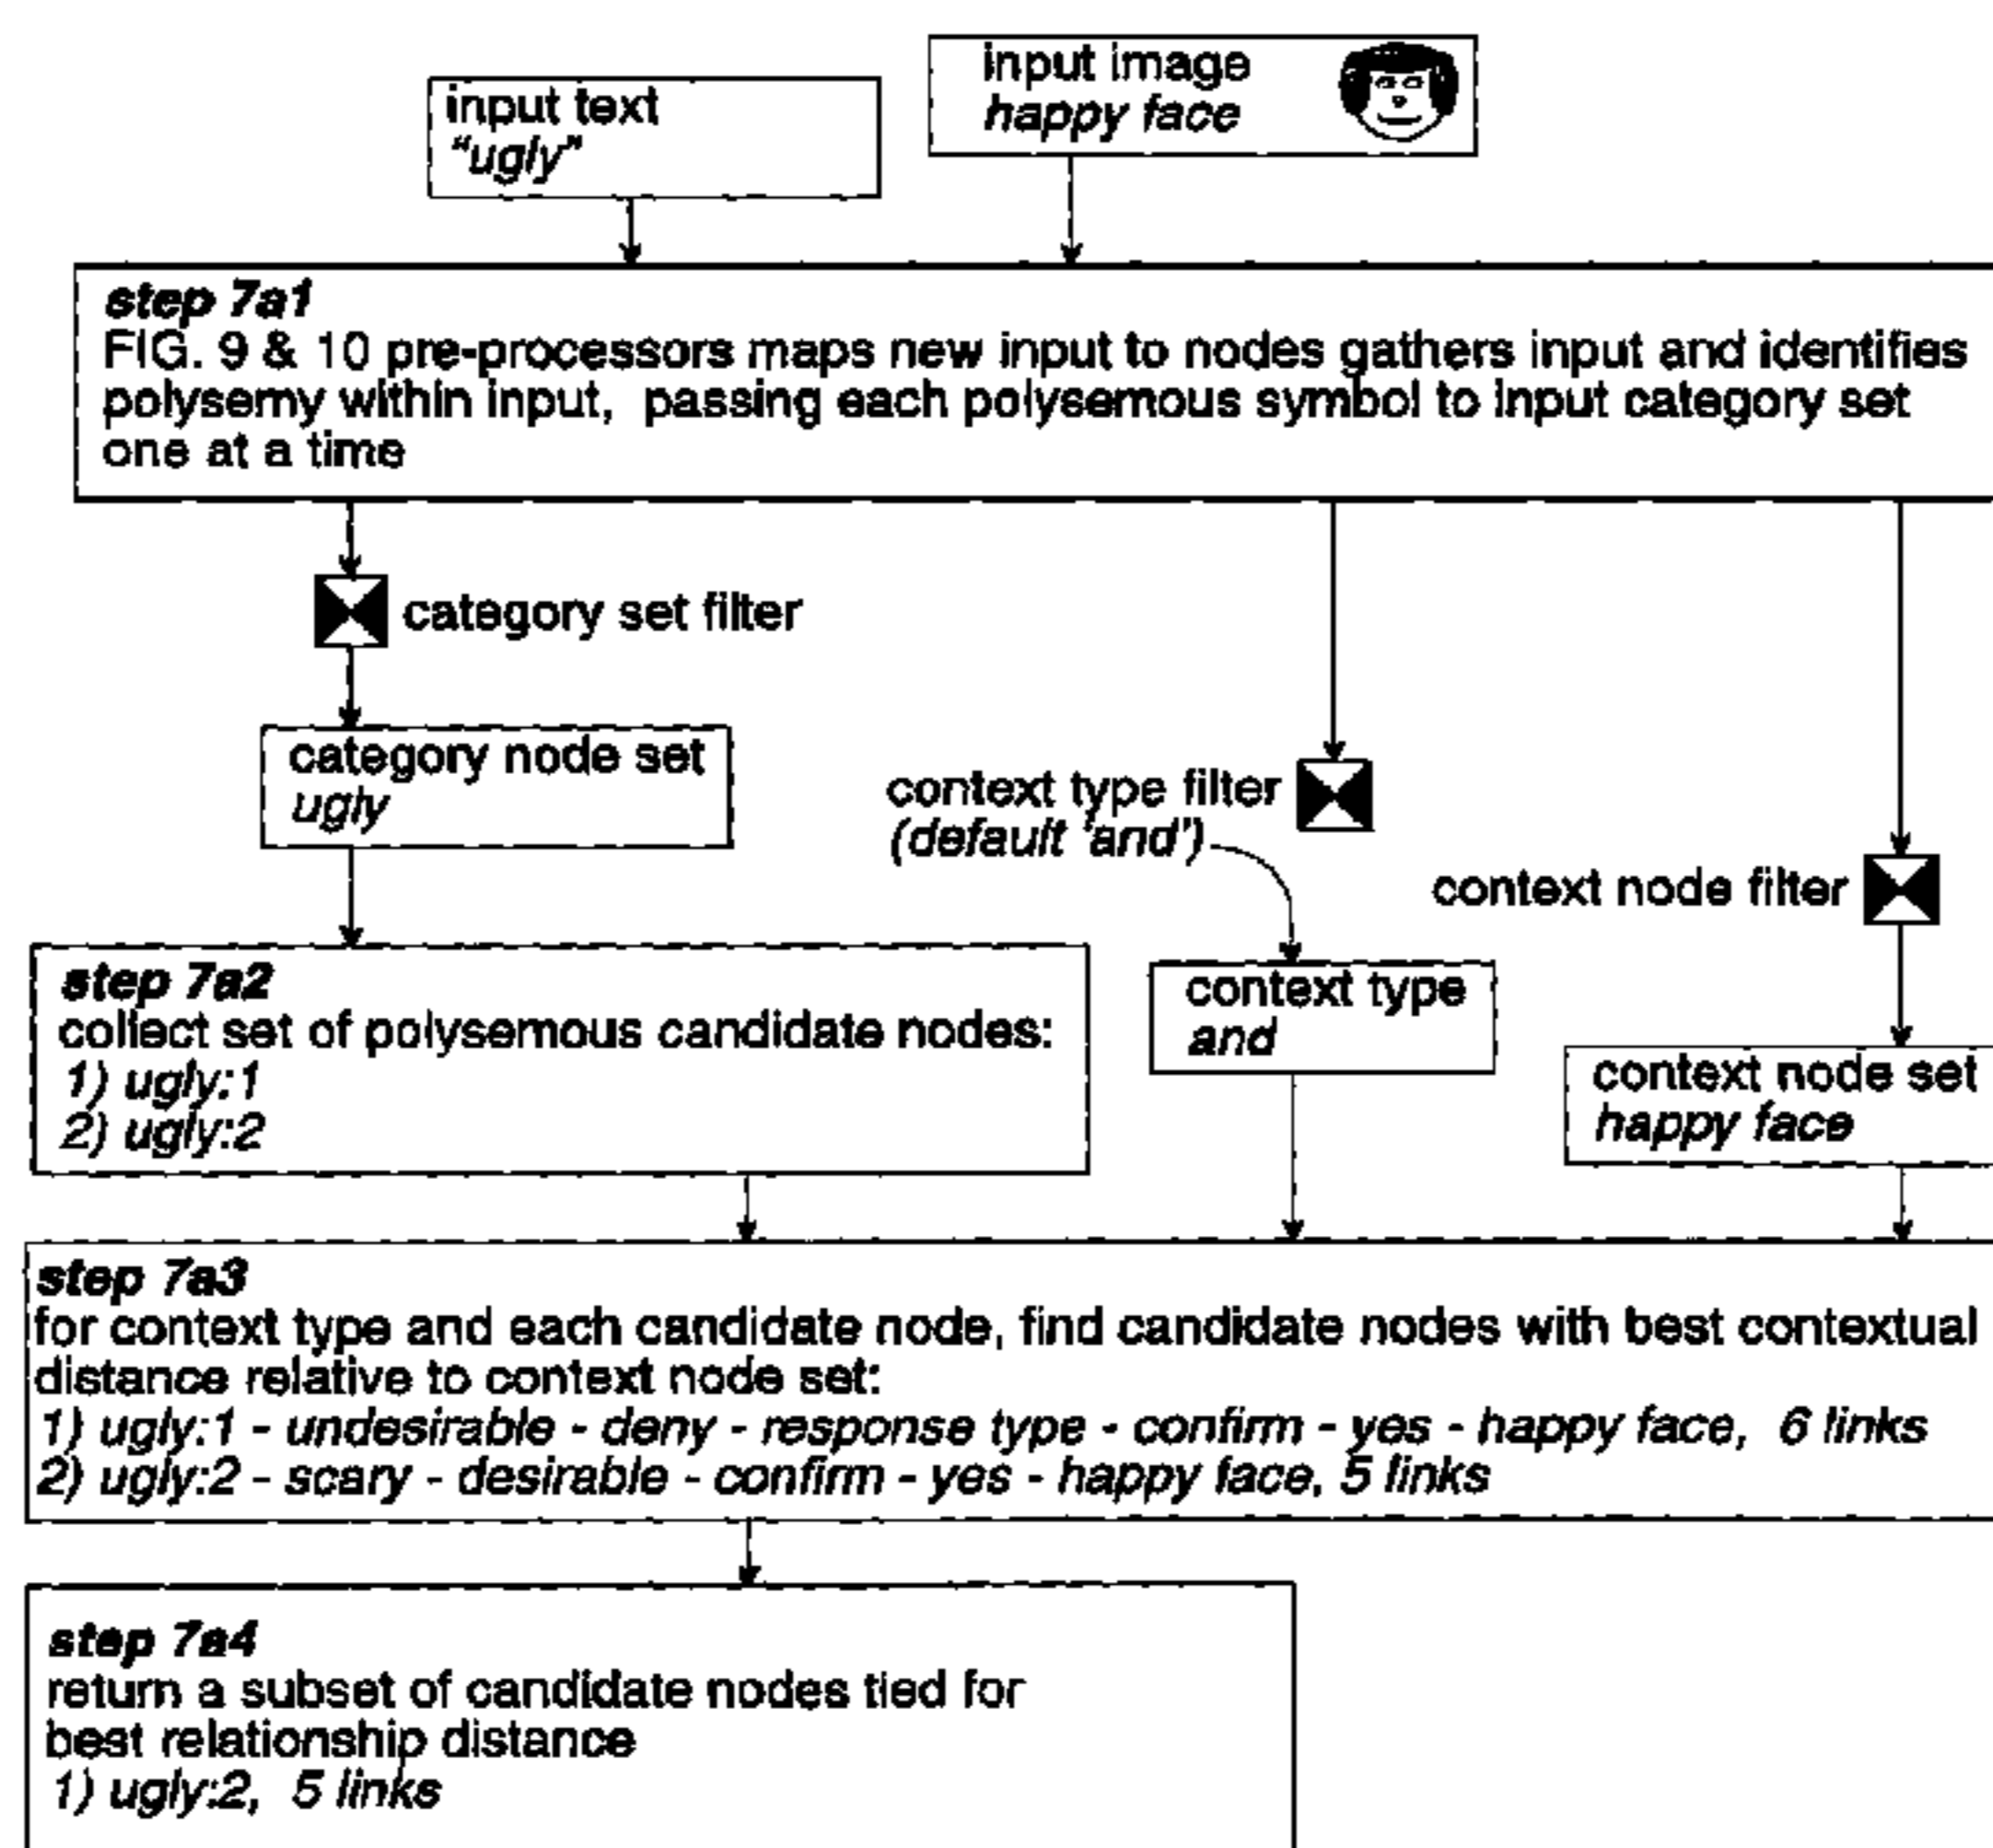 input text
“ugly”
input image
happy face
step 7a1
FIG. 9 & 10 pre-processors maps new input to nodes gathers input and identifies
polysemy within input, passing each polysemous symbol to input category set
one at a time
category set filter
category node set
ugly
context type filter
(default ‘and’)
context node filter
step 7a2
collect set of polysemous candidate nodes:
1) ugly:1
2) ugly:2
context type
and
context node set
happy face
step 7a3
for context type and each candidate node, find candidate nodes with best contextual
distance relative to context node set:
1) ugly:1 - undesirable - deny - response type - confirm - yes - happy face, 6 links
2) ugly:2 - scary - desirable - confirm - yes - happy face, 5 links
step 7a4
return a subset of candidate nodes tied for
best relationship distance
1) ugly:2, 5 links